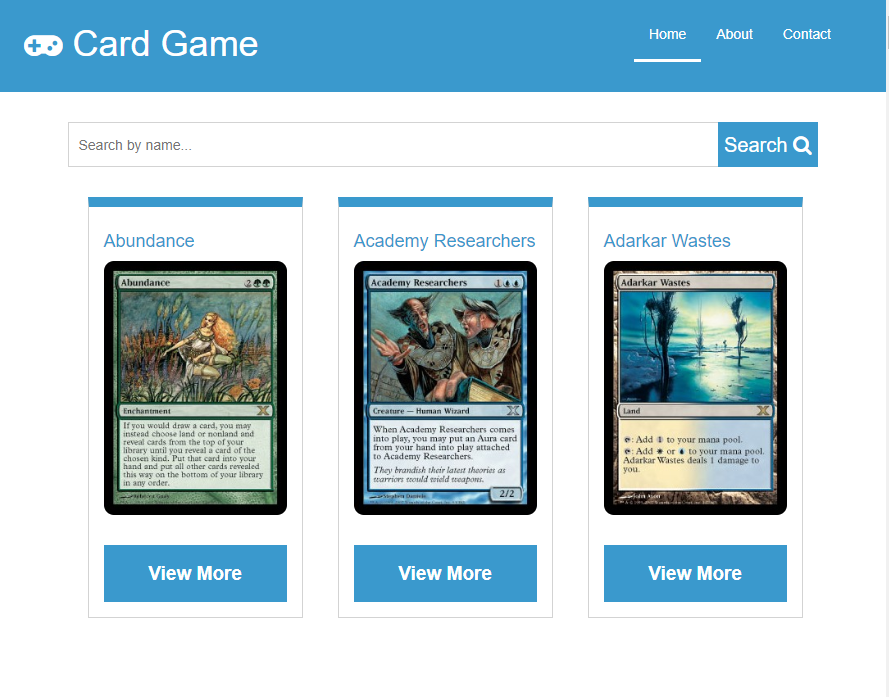 Card Game
Home
About
Contact
Search by name...
Search
Abundance
Academy Researchers
Adarkar Wastes
Abundance
2
Enchantment
If you would draw a card, you may
instead choose land or nonland and
reveal cards from the top of your
library until you reveal a card of the
chosen kind. Put that card into your
hand and put all other cards revealed
this way on the bottom of your library
in any order.
Academy Researchers
1
Creature — Human Wizard
When Academy Researchers comes
into play, you may put an Aura card
from your hand into play attached
to Academy Researchers.
They brandish their latest theories as
warriors would wield weapons.
2/2
Adarkar Wastes
Land
: Add 1 to your mana pool.
: Add or to your mana pool.
Adarkar Wastes deals 1 damage to
you.
John Avon
View More
View More
View More